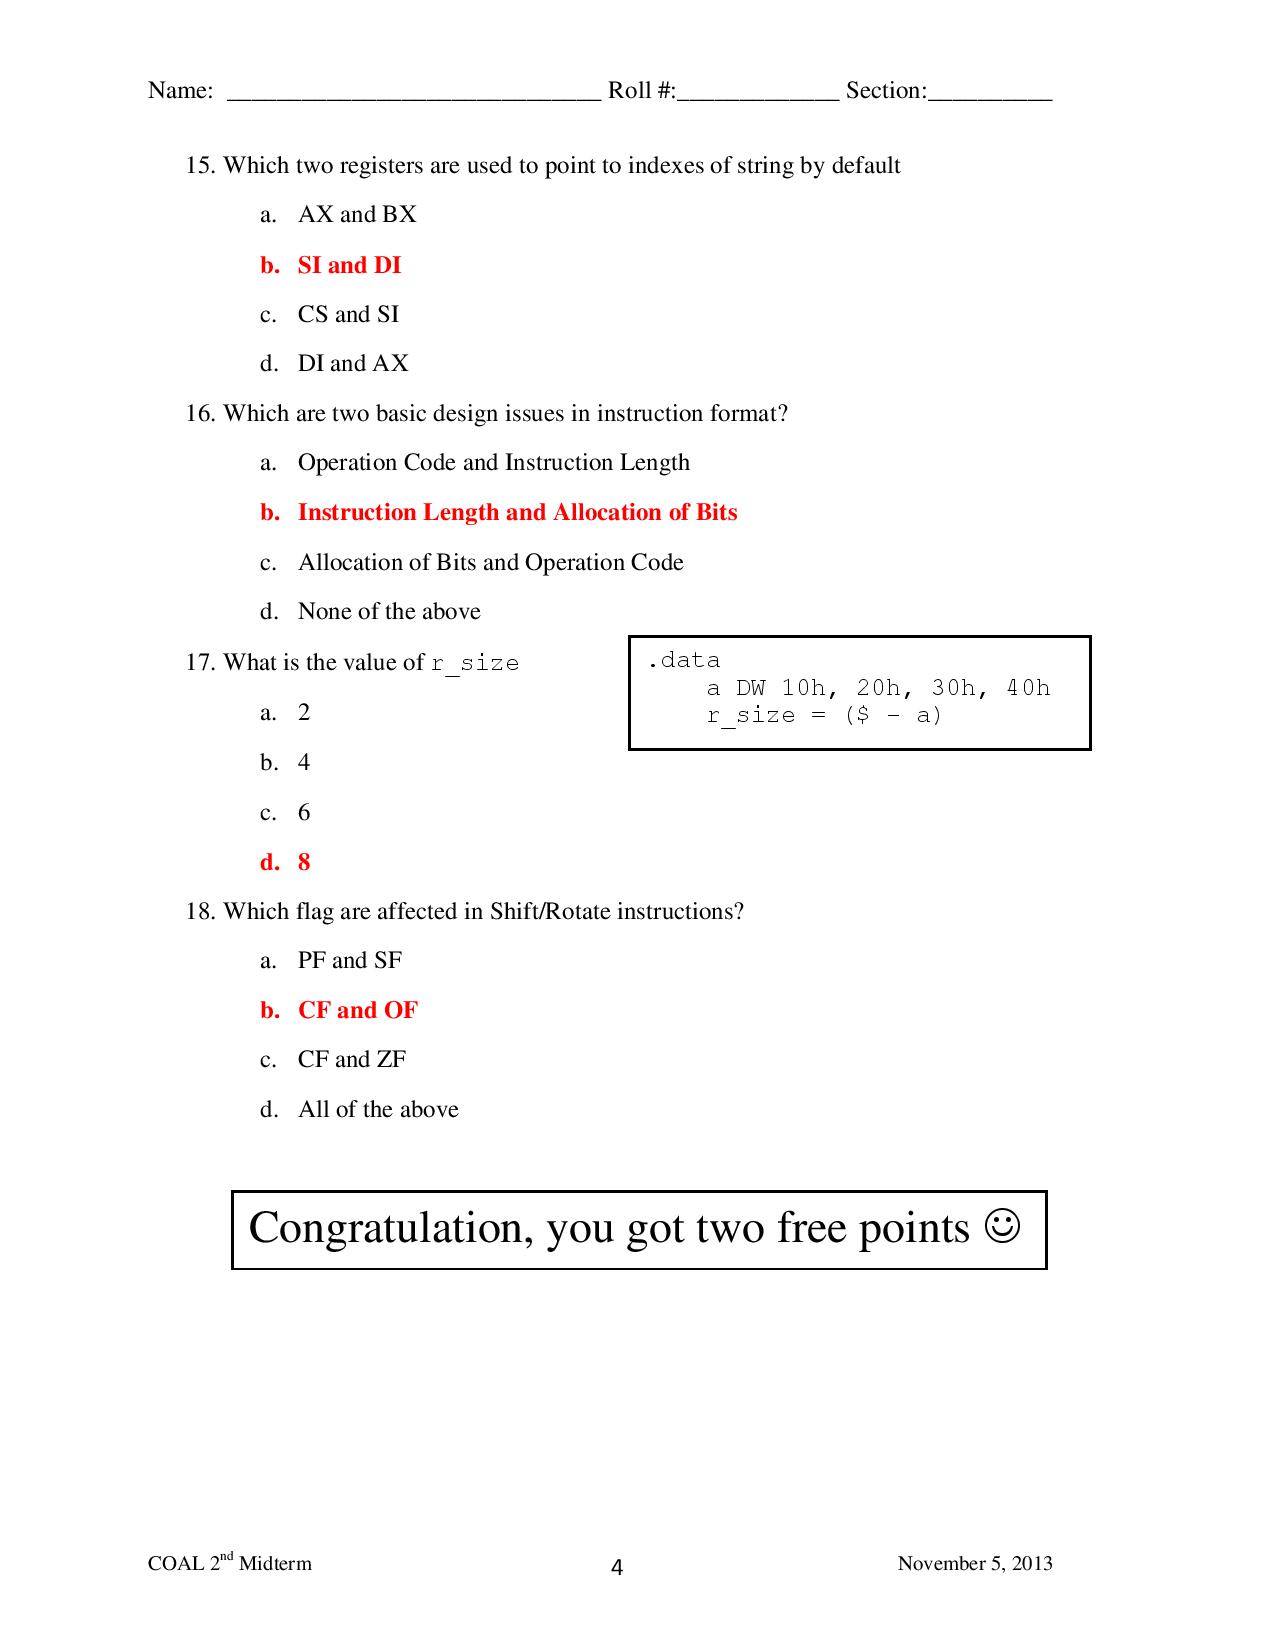 Name: ______________________________ Roll #:_____________ Section:__________
15. Which two registers are used to point to indexes of string by default
a. AX and BX
b. SI and DI
c. CS and SI
d. DI and AX
16. Which are two basic design issues in instruction format?
a. Operation Code and Instruction Length
b. Instruction Length and Allocation of Bits
c. Allocation of Bits and Operation Code
d. None of the above
17. What is the value of r_size
.data
a DW 10h, 20h, 30h, 40h
r_size = ($ - a)
a. 2
b. 4
c. 6
d. 8
18. Which flag are affected in Shift/Rotate instructions?
a. PF and SF
b. CF and OF
c. CF and ZF
d. All of the above
Congratulation, you got two free points ☺
COAL 2nd Midterm 4 November 5, 2013